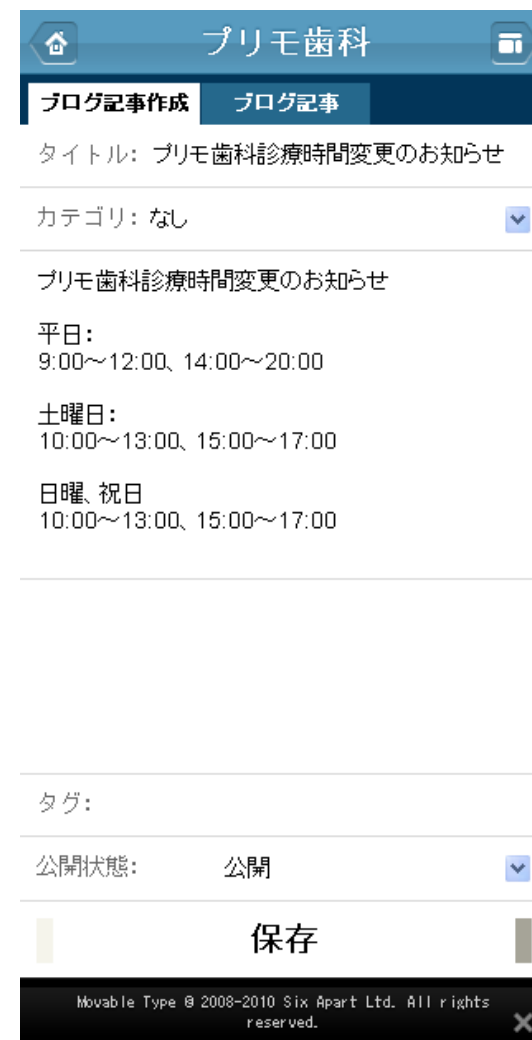 プリモ歯科
ブログ記事作成 ブログ記事
タイトル: プリモ歯科診療時間変更のお知らせ
カテゴリ: なし
プリモ歯科診療時間変更のお知らせ
平日:
9:00～12:00、14:00～20:00
土曜日:
10:00～13:00、15:00～17:00
日曜、祝日
10:00～13:00、15:00～17:00
タグ:
公開状態: 公開
保存
Movable Type @ 2008-2010 Six Apart Ltd. All rights
reserved.